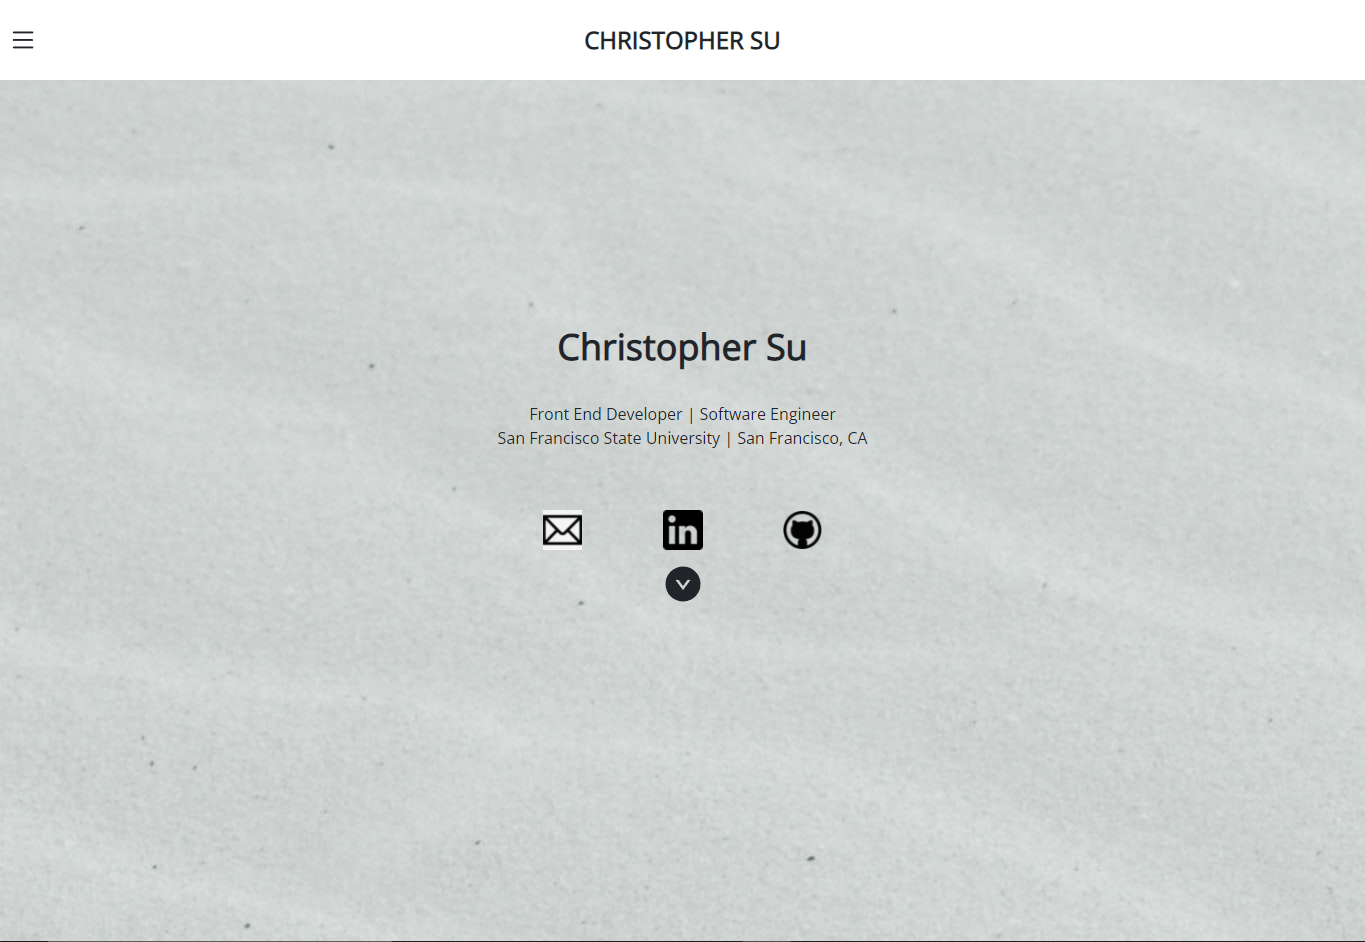 CHRISTOPHER SU
Christopher Su
Front End Developer | Software Engineer
San Francisco State University | San Francisco, CA
in